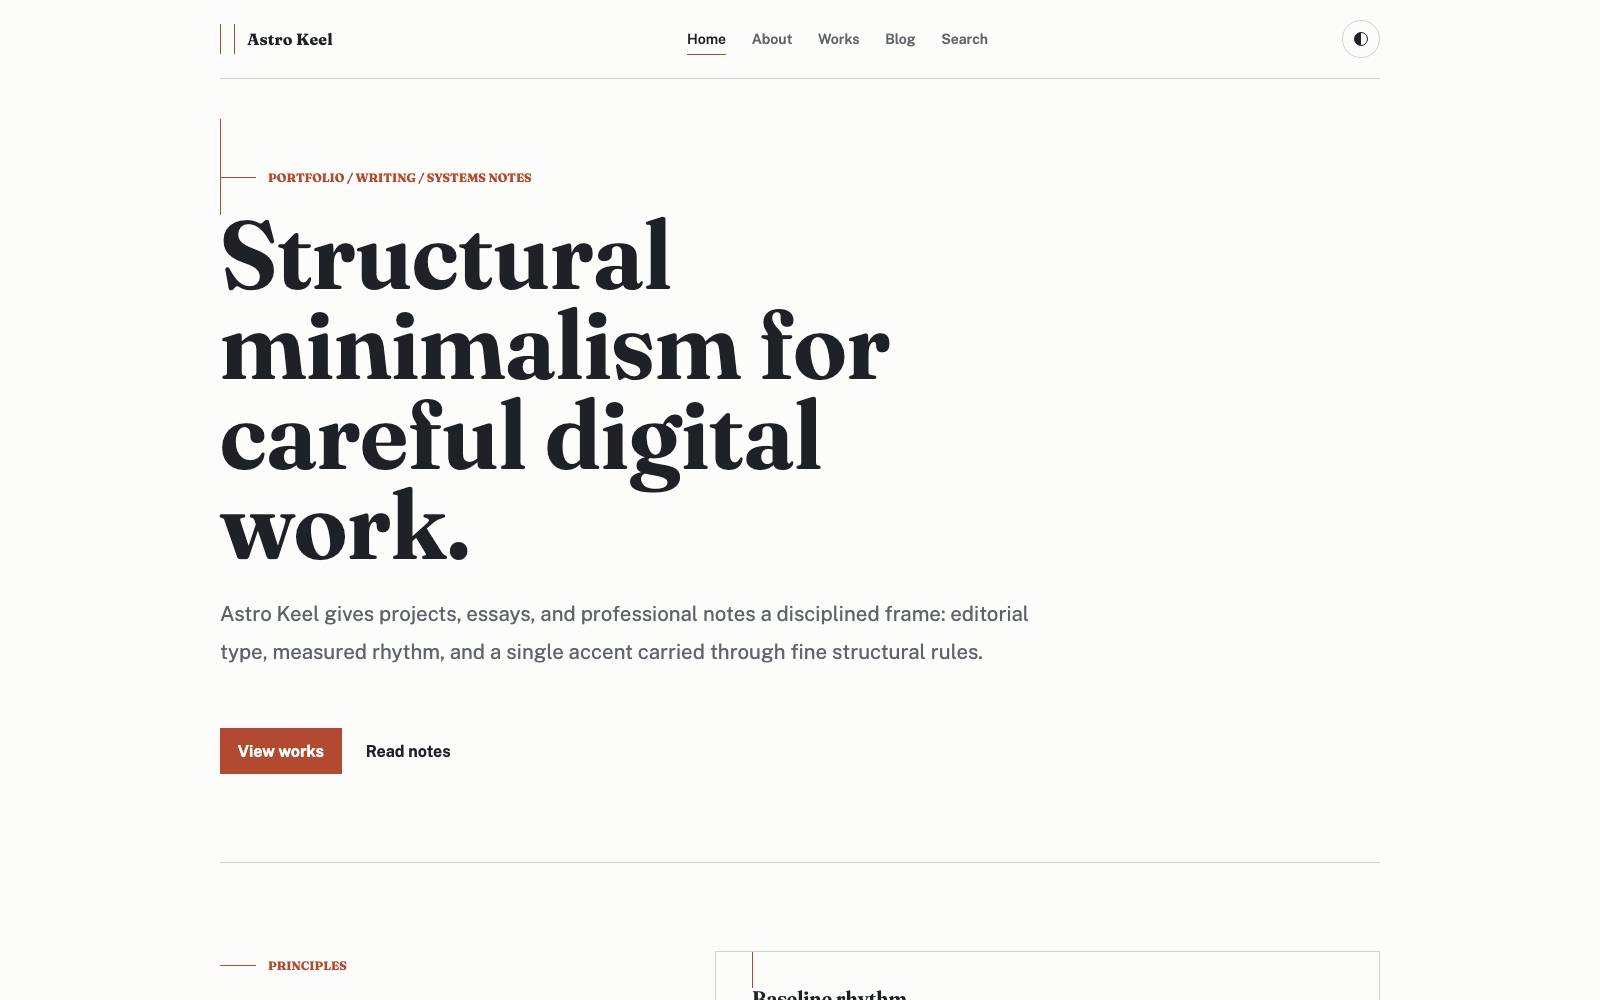 Astro Keel
Home About Works Blog Search
PORTFOLIO / WRITING / SYSTEMS NOTES
Structural
minimalism for
careful digital
work.
Astro Keel gives projects, essays, and professional notes a disciplined frame: editorial
type, measured rhythm, and a single accent carried through fine structural rules.
View works Read notes
PRINCIPLES
Baseline rhythm